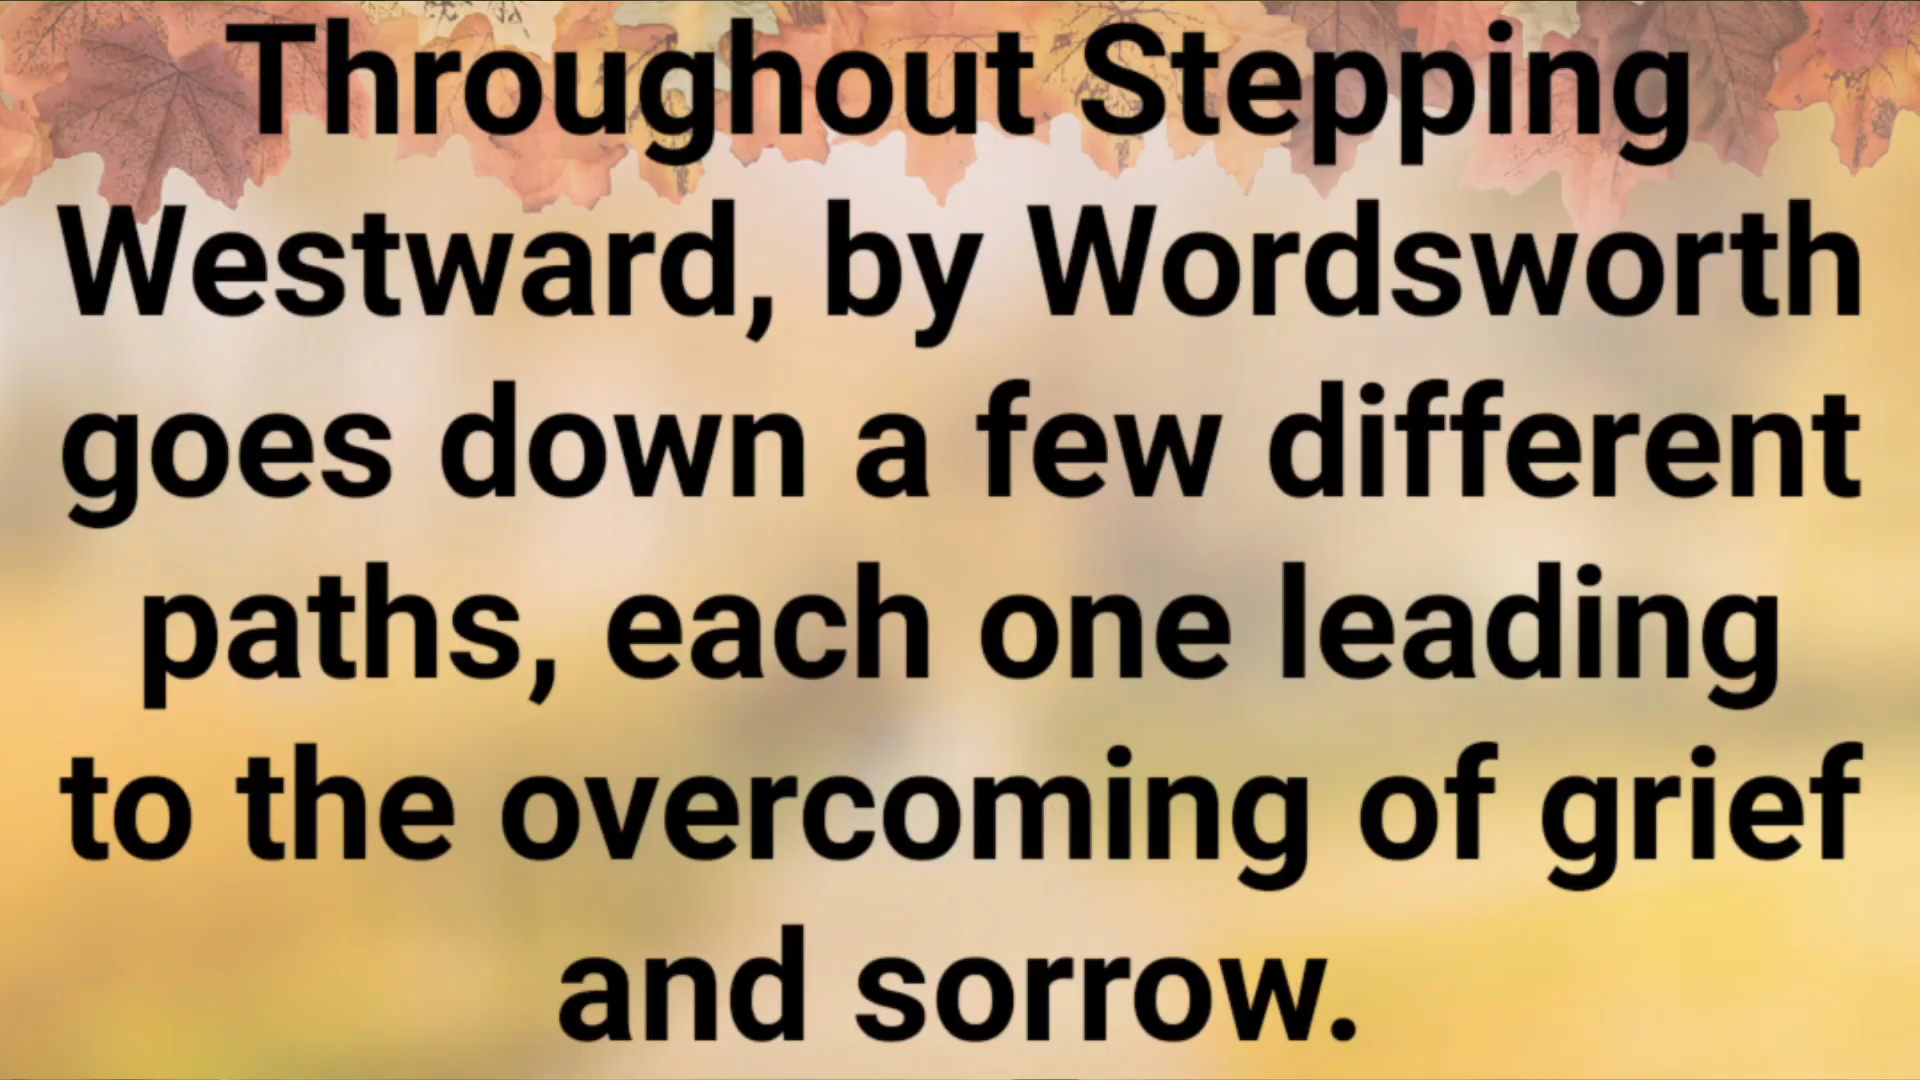 Throughout Stepping
Westward, by Wordsworth
goes down a few different
paths, each one leading
to the overcoming of grief
and sorrow.